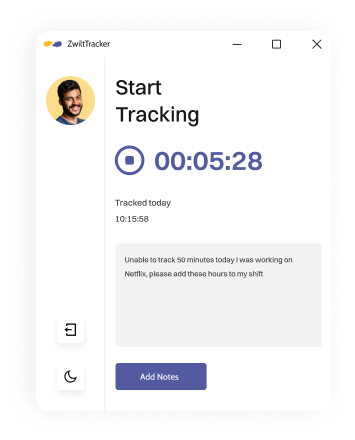 ZwiltTracker
Start
Tracking
00:05:28
Tracked today
10:15:58
Unable to track 50 minutes today I was working on
Netflix, please add these hours to my shift
Add Notes